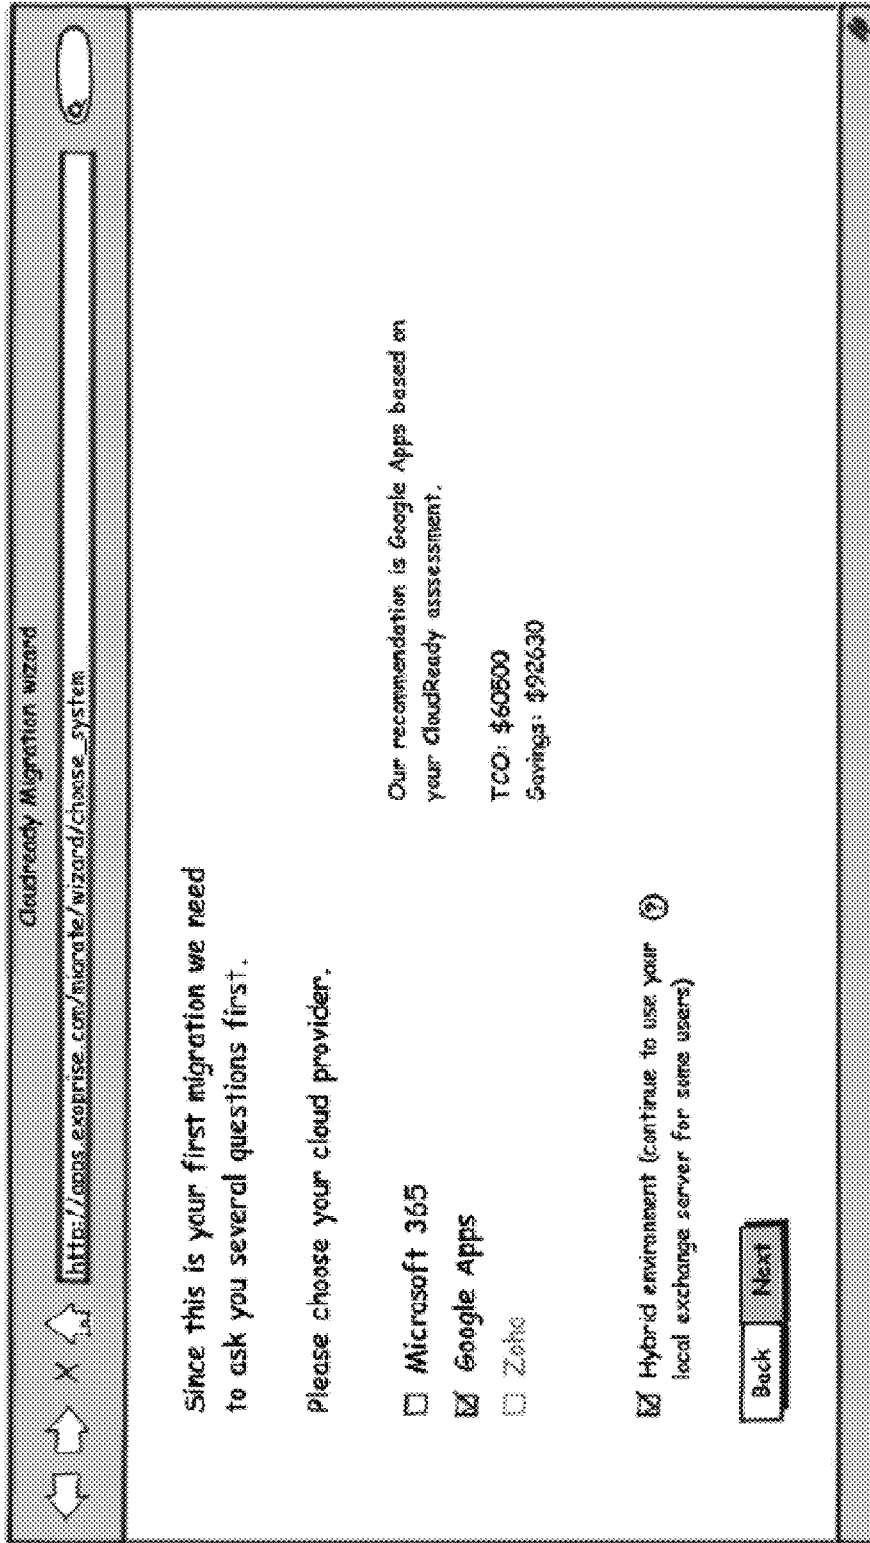 Cloudready Migration wizard
http://apps.exoprise.com/migrate/wizard/choose_system
Since this is your first migration we need
to ask you several questions first.
Please choose your cloud provider.
Microsoft 365
Google Apps
Zoho
Our recommendation is Google Apps based on
your CloudReady asssessment.
TCO: $60500
Savings: $92630
Hybrid environment (continue to use your
local exchange server for some users)
?
Back
Next